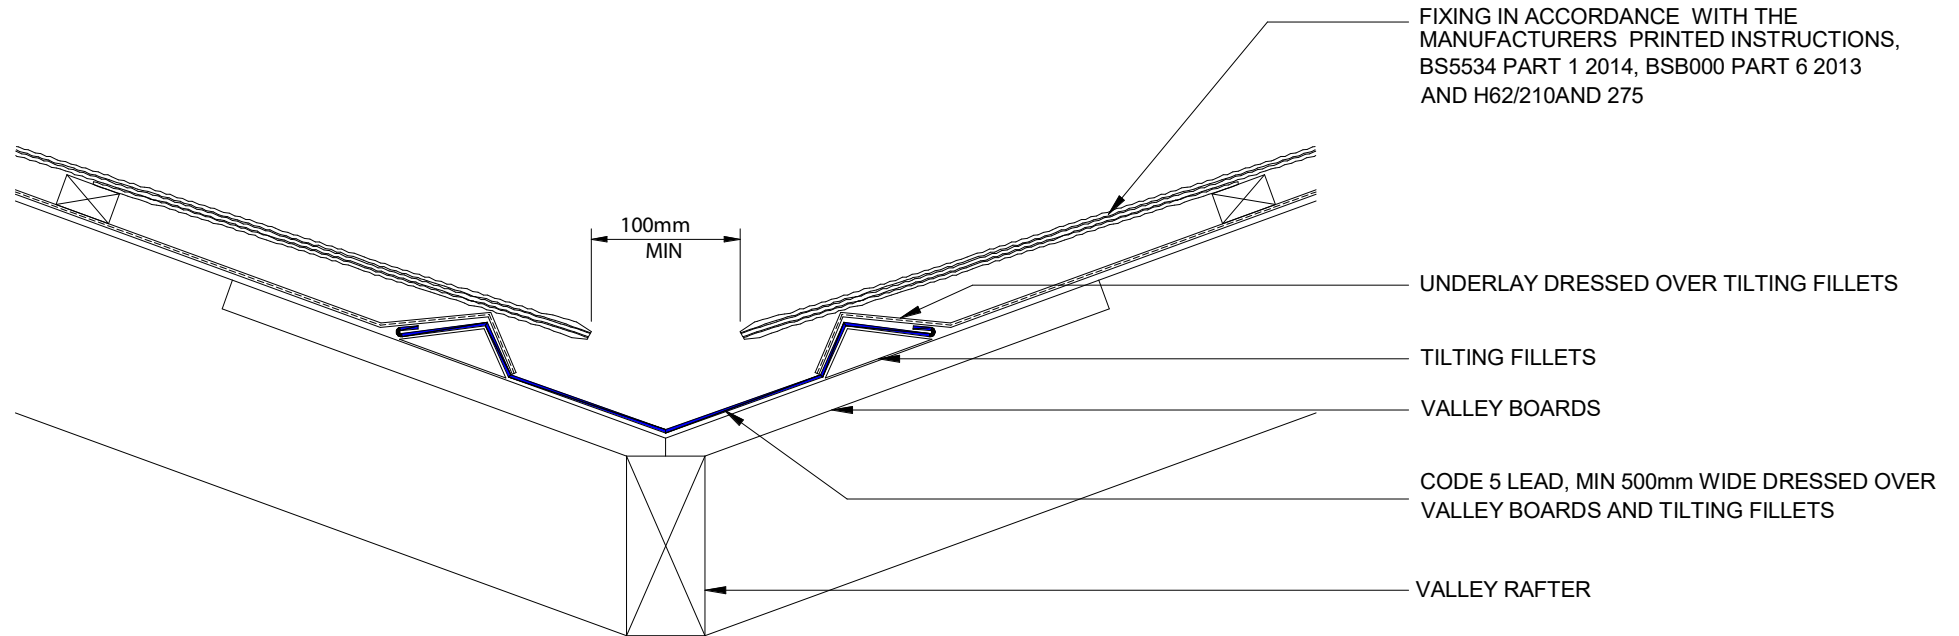 FIXING IN ACCORDANCE WITH THE
MANUFACTURERS PRINTED INSTRUCTIONS,
BS5534 PART 1 2014, BSB000 PART 6 2013
AND H62/210AND 275
100mm
MIN
UNDERLAY DRESSED OVER TILTING FILLETS
TILTING FILLETS
VALLEY BOARDS
CODE 5 LEAD, MIN 500mm WIDE DRESSED OVER
VALLEY BOARDS AND TILTING FILLETS
VALLEY RAFTER